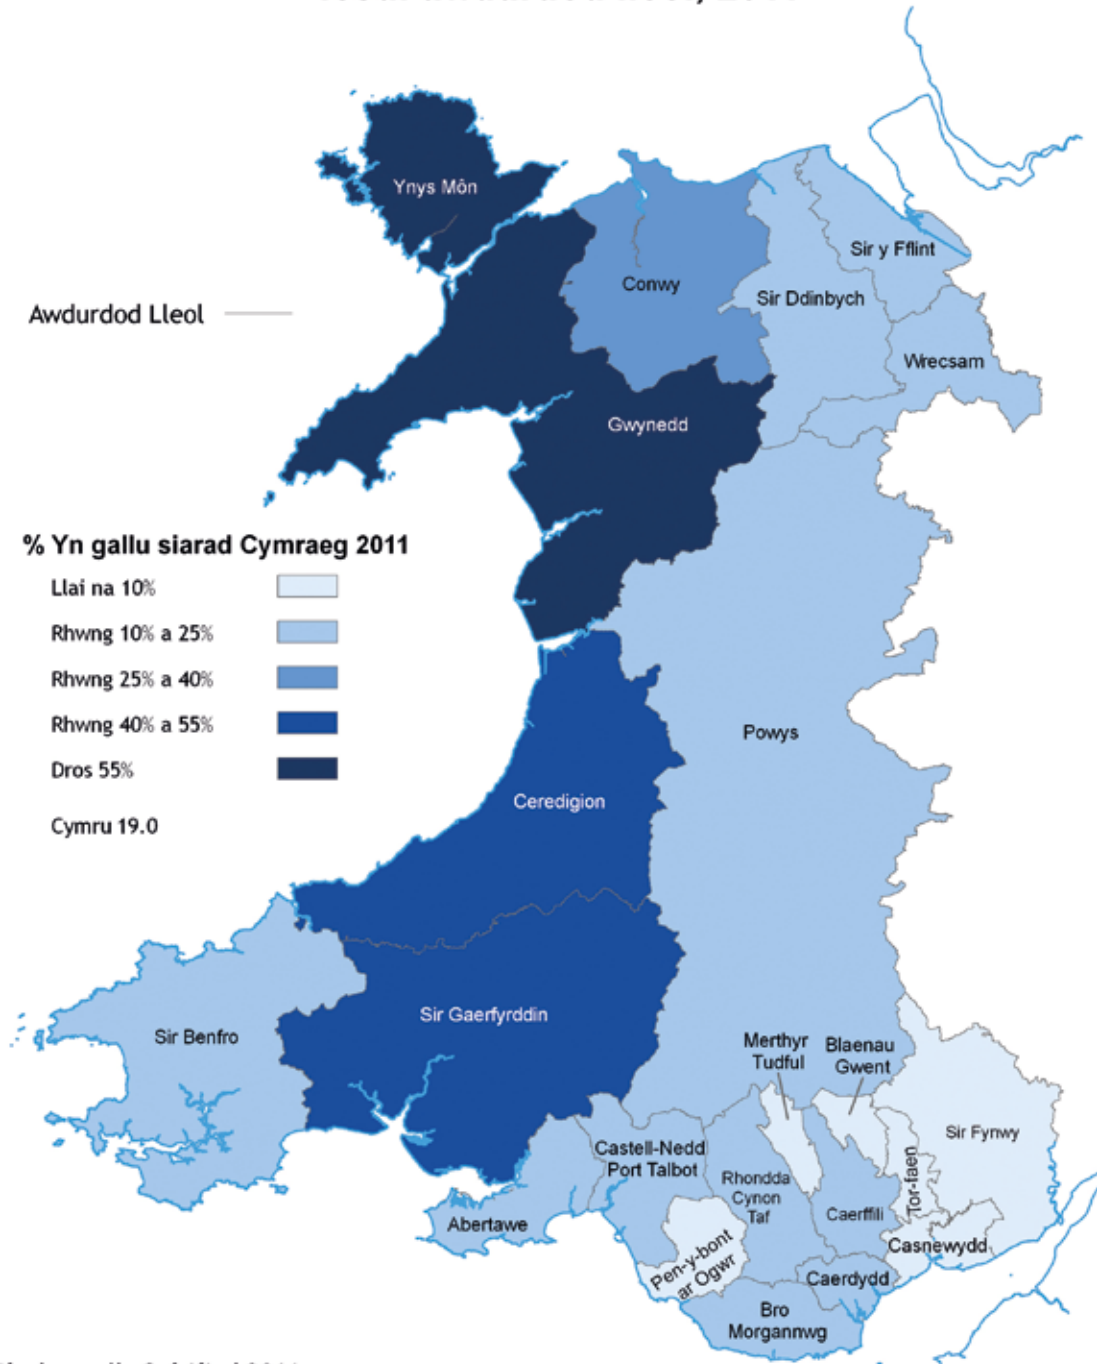 Awdurdod Lleol
% Yn gallu siarad Cymraeg 2011
Llai na 10%
Rhwng 10% a 25%
Rhwng 25% a 40%
Rhwng 40% a 55%
Dros 55%
Cymru 19.0
Ynys Môn
Conwy
Sir y Fflint
Sir Ddinbych
Wrecsam
Gwynedd
Powys
Ceredigion
Sir Gaerfyrddin
Sir Benfro
Merthyr
Tudful
Blaenau
Gwent
Sir Fynwy
Tor-faen
Castell-Nedd
Port Talbot
Rhondda
Cynon
Taf
Caerffili
Abertawe
Casnewydd
Pen-y-bont
ar Ogwr
Caerdydd
Bro
Morgannwg